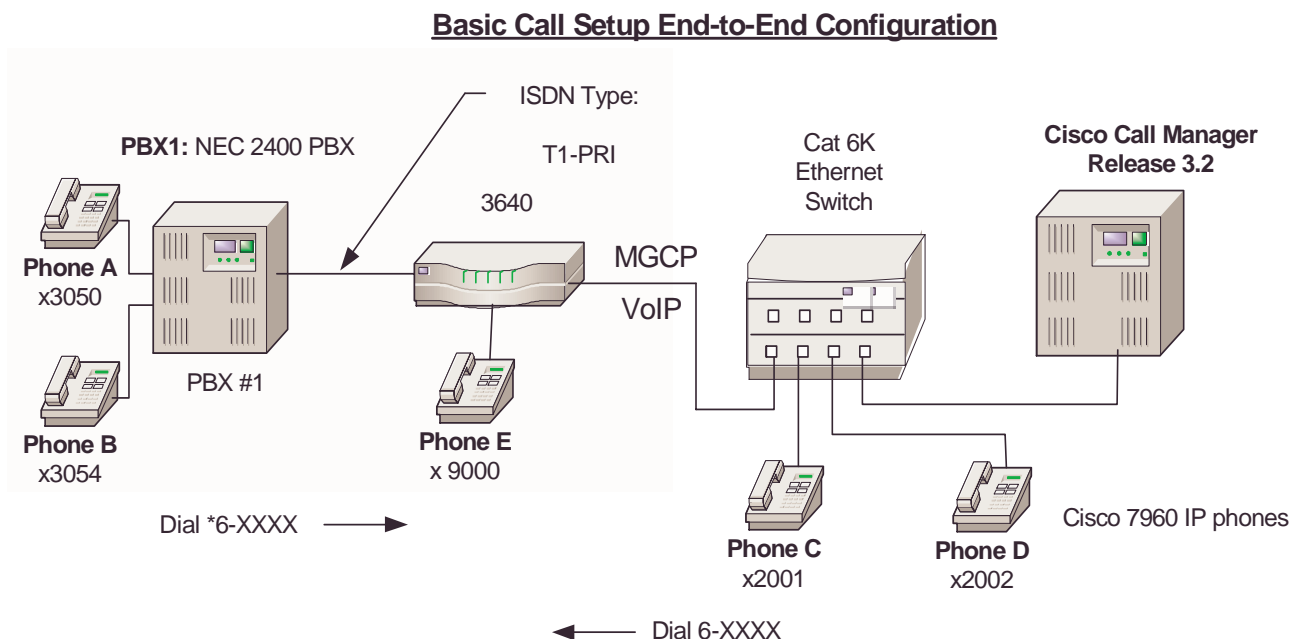 Basic Call Setup End-to-End Configuration
ISDN Type:
T1-PRI
PBX1: NEC 2400 PBX
3640
Cat 6K
Ethernet
Switch
Cisco Call Manager
Release 3.2
Phone A
x3050
MGCP
VoIP
PBX #1
Phone B
x3054
Phone E
x 9000
Dial *6-XXXX
Phone C
x2001
Phone D
x2002
Cisco 7960 IP phones
Dial 6-XXXX